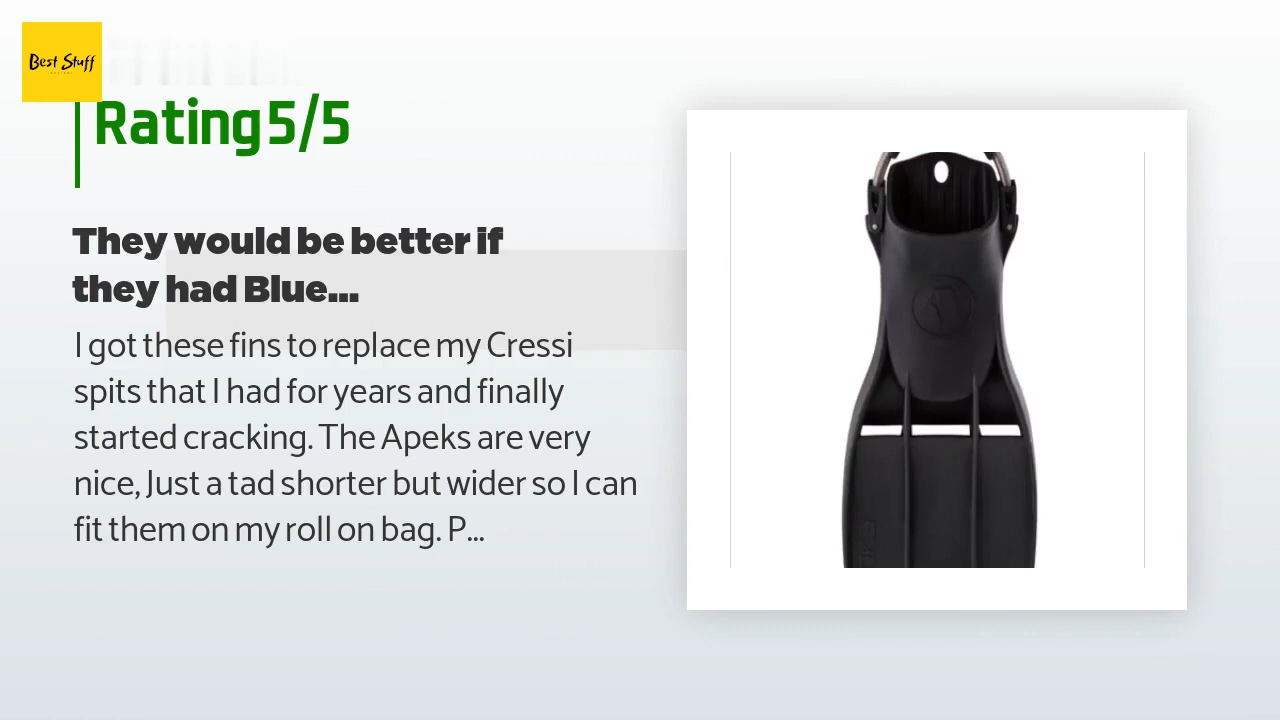 Best Stuff
Rating 5/5
They would be better if
they had Blue...
I got these fins to replace my Cressi
spits that I had for years and finally
started cracking. The Apeks are very
nice, Just a tad shorter but wider so I can
fit them on my roll on bag. P...